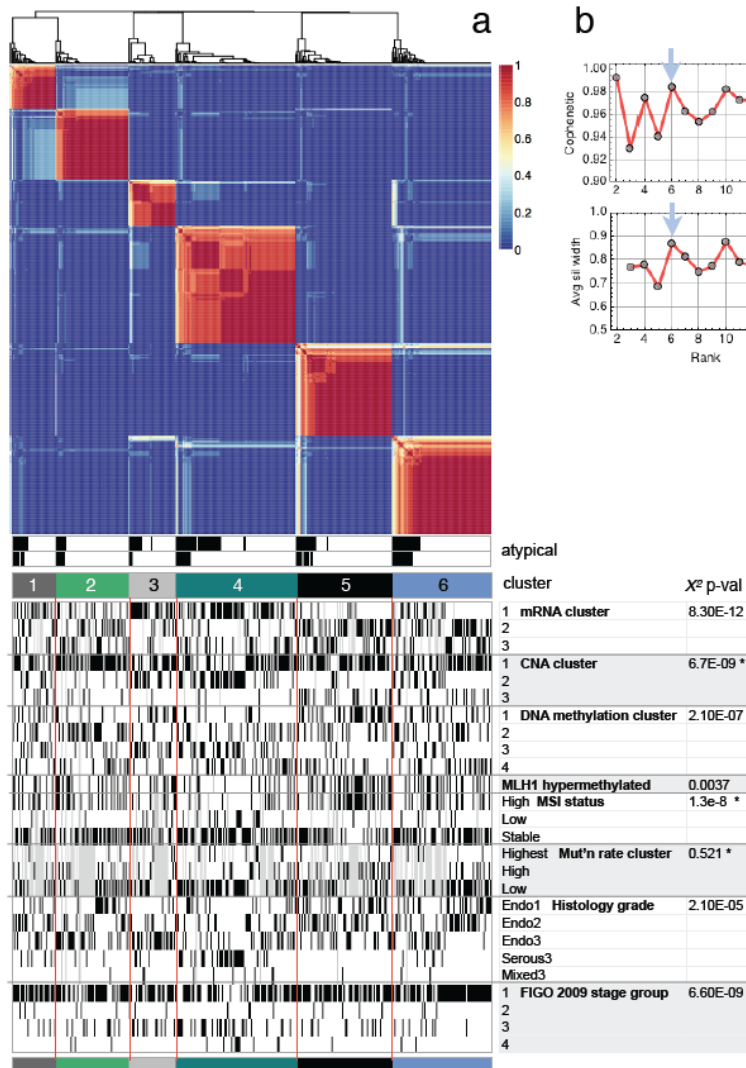 a
b
1
0.8
0.6
0.4
0.2
0
1.00
0.98
0.96
0.94
0.92
0.90
Cophenetic
2 4 6 8 10
1.0
0.9
0.8
0.7
0.6
0.5
Avg sil width
2 4 6 8 10
Rank
atypical
1 2 3 4 5 6 cluster X² p-val
1 mRNA cluster 8.30E-12
2
3
1 CNA cluster 6.7E-09 *
2
3
1 DNA methylation cluster 2.10E-07
2
3
4
MLH1 hypermethylated 0.0037
High MSI status 1.3e-8 *
Low
Stable
Highest Mut'n rate cluster 0.521 *
High
Low
Endo1 Histology grade 2.10E-05
Endo2
Endo3
Serous3
Mixed3
1 FIGO 2009 stage group 6.60E-09
2
3
4